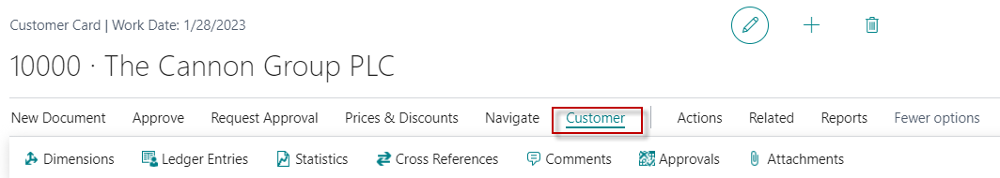 Customer Card | Work Date: 1/28/2023
10000 · The Cannon Group PLC
New Document Approve Request Approval Prices & Discounts Navigate Customer Actions Related Reports Fewer options
Dimensions Ledger Entries Statistics Cross References Comments Approvals Attachments